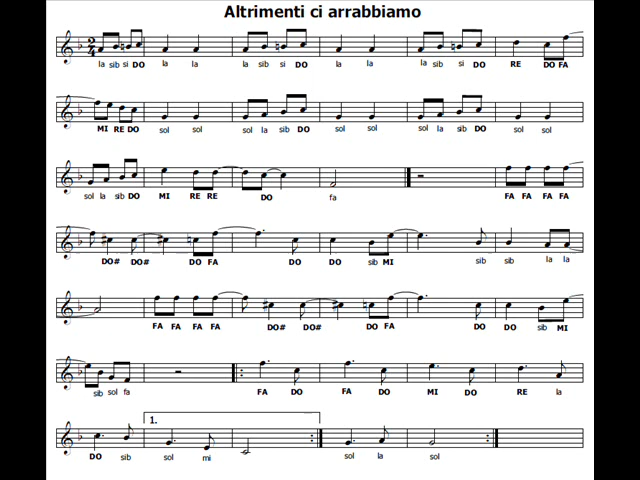 Altrimenti ci arrabbiamo
2
4
la sib si DO la la la sib si DO la la la sib si DO RE DO FA
MI RE DO sol sol sol la sib DO sol sol sol la sib DO sol sol
sol la sib DO MI RE RE DO fa FA FA FA FA
DO# DO# DO FA DO DO sib MI sib sib la la
FA FA FA FA DO# DO# DO FA DO DO sib MI
sib sol fa FA DO FA DO MI DO RE la
1.
DO sib sol mi sol la sol